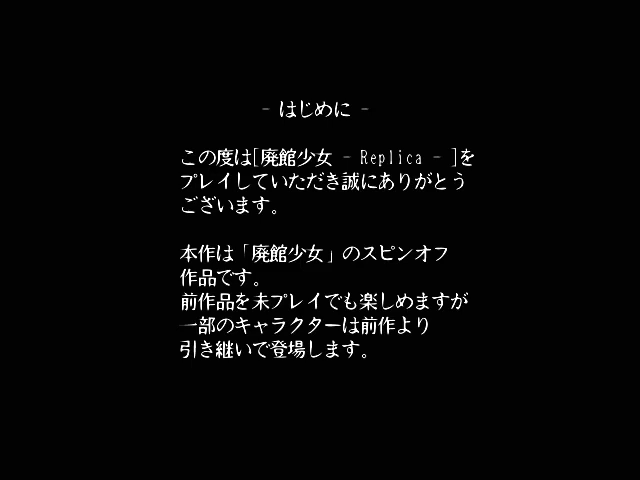 - はじめに -
この度は[廃館少女 - Replica - ]を
プレイしていただき誠にありがとう
ございます。
本作は「廃館少女」のスピンオフ
作品です。
前作品を未プレイでも楽しめますが
一部のキャラクターは前作より
引き継いで登場します。